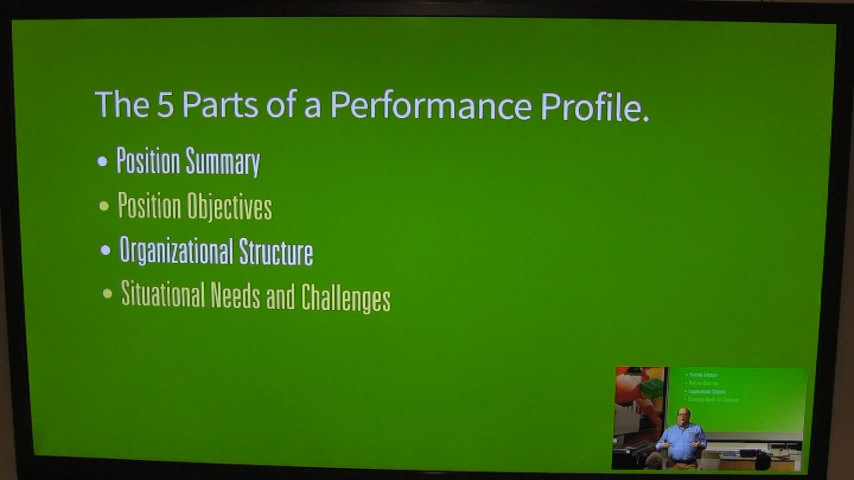 The 5 Parts of a Performance Profile.
• Position Summary
• Position Objectives
• Organizational Structure
• Situational Needs and Challenges